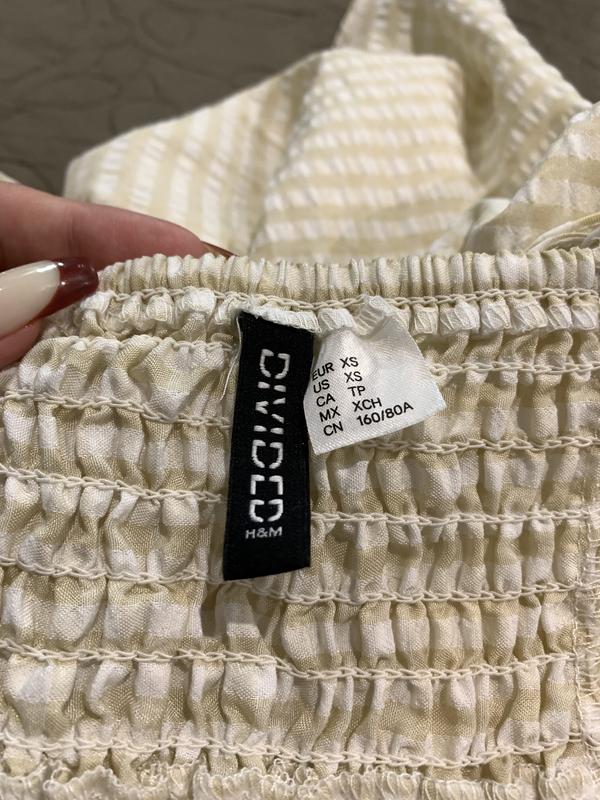 DIVIDED
H&M
EUR XS
US XS
CA TP
MX XCH
CN 160/80A